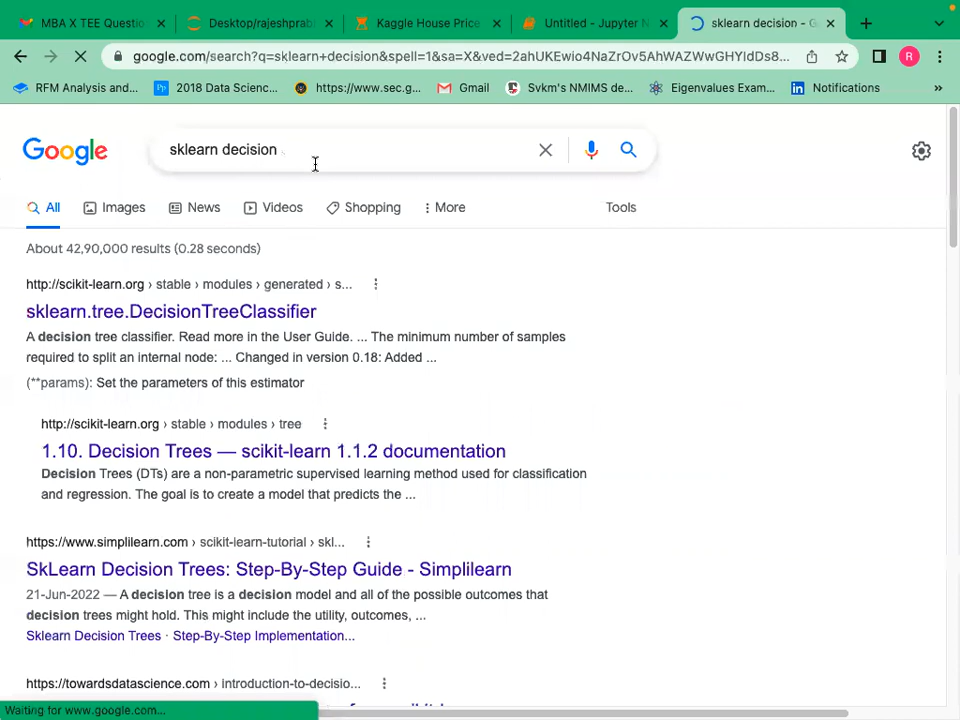 MBA X TEE Questio
Desktop/rajeshprab
Kaggle House Price
Untitled - Jupyter N
sklearn decision - G
google.com/search?q=sklearn+decision&spell=1&sa=X&ved=2ahUKEwio4NaZrOv5AhWAZWwGHYIdDs8...
R
RFM Analysis and...
2018 Data Scienc...
https://www.sec.g...
Gmail
Svkm's NMIMS de...
Eigenvalues Exam...
Notifications
»
Google
sklearn decision
All
Images
News
Videos
Shopping
More
Tools
About 42,90,000 results (0.28 seconds)
http://scikit-learn.org › stable › modules › generated › s...
sklearn.tree.DecisionTreeClassifier
A decision tree classifier. Read more in the User Guide. ... The minimum number of samples
required to split an internal node: ... Changed in version 0.18: Added ...
(**params): Set the parameters of this estimator
http://scikit-learn.org › stable › modules › tree
1.10. Decision Trees — scikit-learn 1.1.2 documentation
Decision Trees (DTs) are a non-parametric supervised learning method used for classification
and regression. The goal is to create a model that predicts the ...
https://www.simplilearn.com › scikit-learn-tutorial › skl...
SkLearn Decision Trees: Step-By-Step Guide - Simplilearn
21-Jun-2022 — A decision tree is a decision model and all of the possible outcomes that
decision trees might hold. This might include the utility, outcomes, ...
Sklearn Decision Trees · Step-By-Step Implementation...
https://towardsdatascience.com › introduction-to-decisio...
Waiting for www.google.com...